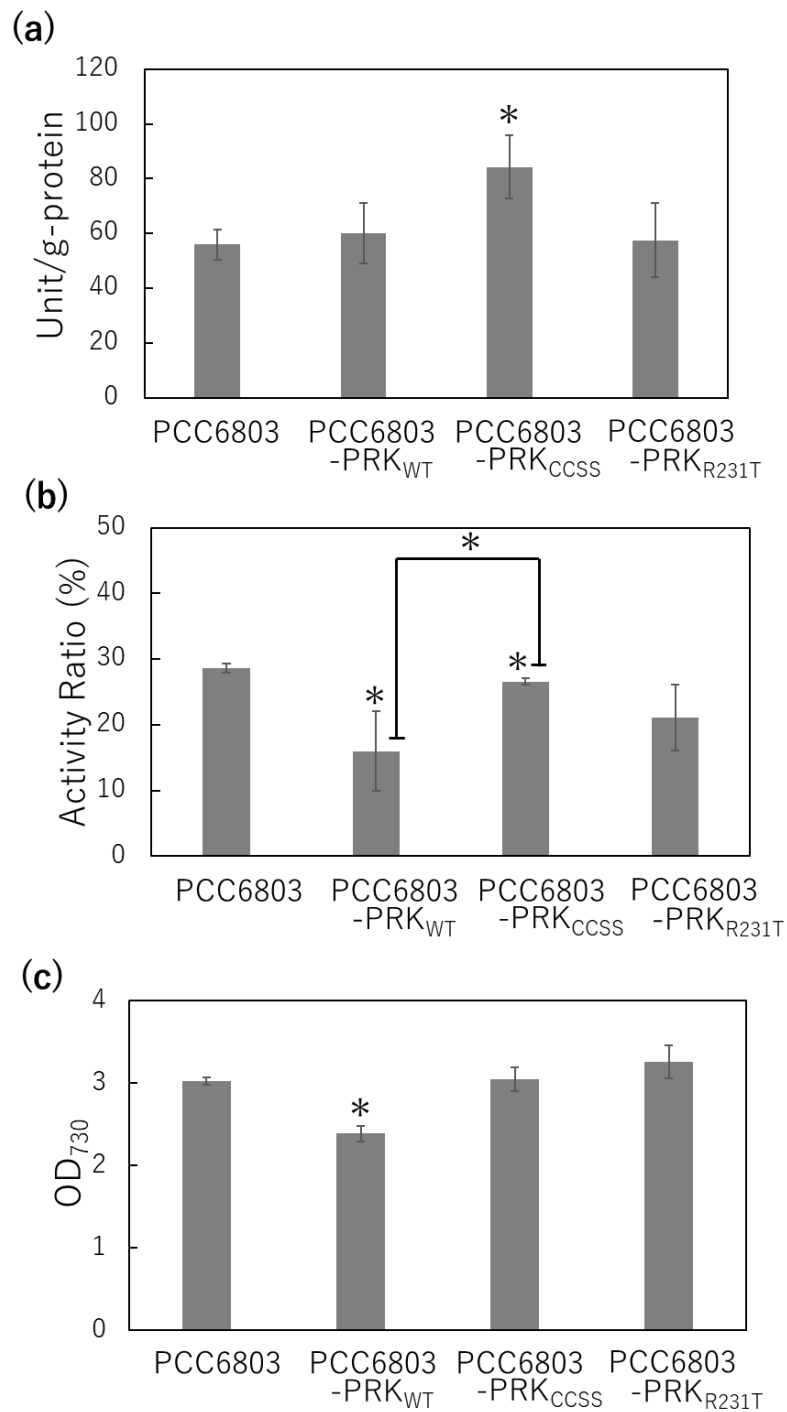 (a)
Unit/g-protein
120
100
80
60
40
20
0
*
PCC6803 PCC6803 PCC6803 PCC6803
-PRKWT -PRKCCSS -PRKR231T
(b)
Activity Ratio (%)
50
40
30
20
10
0
*
* *
PCC6803 PCC6803 PCC6803 PCC6803
-PRKWT -PRKCCSS -PRKR231T
(c)
OD730
4
3
2
1
0
*
PCC6803 PCC6803 PCC6803 PCC6803
-PRKWT -PRKCCSS -PRKR231T